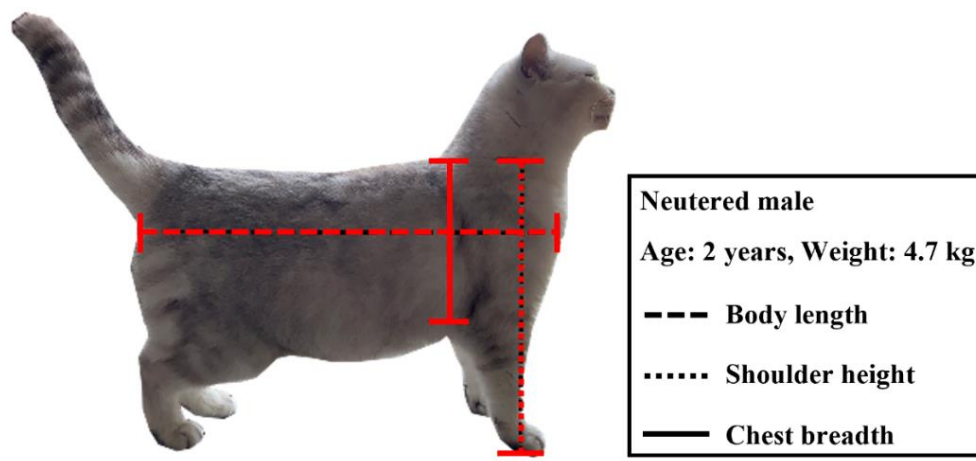 Neutered male
Age: 2 years, Weight: 4.7 kg
Body length
Shoulder height
Chest breadth